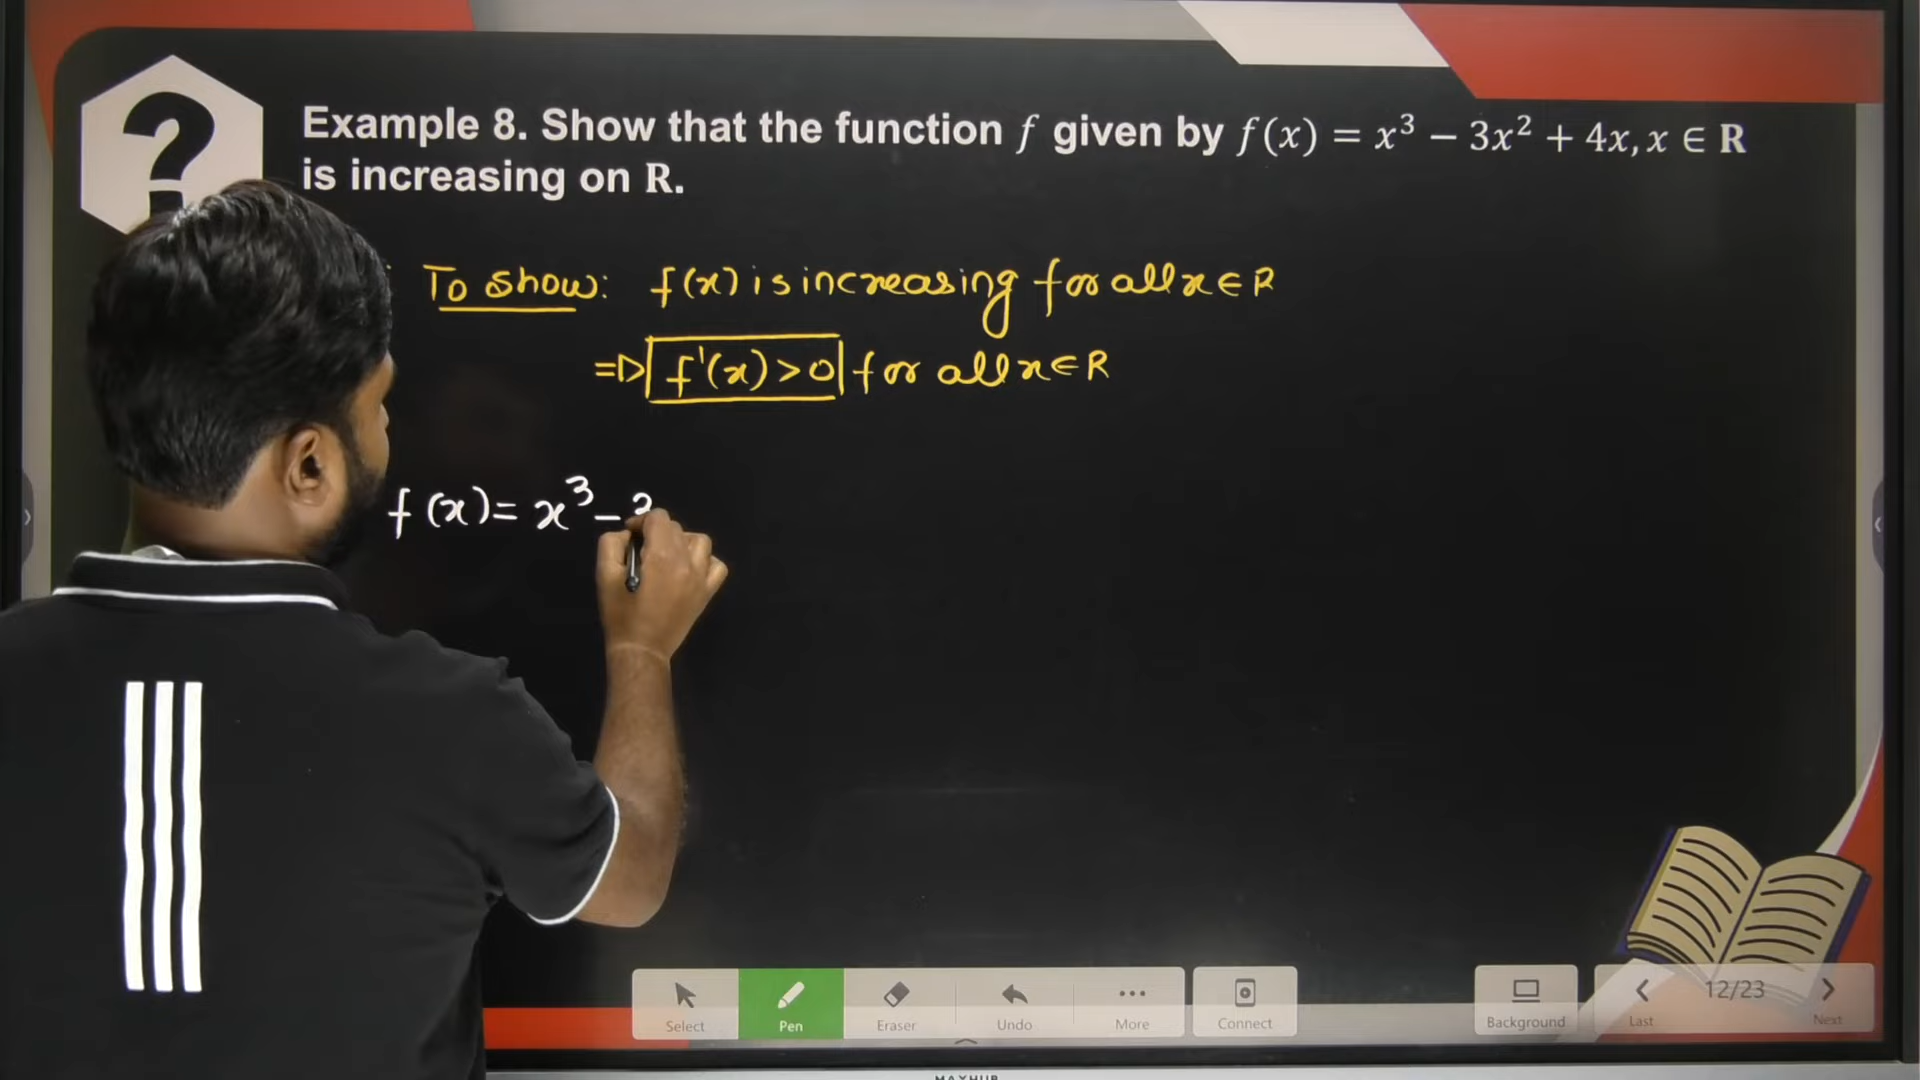 ?
Example 8. Show that the function f given by f(x) = x³ − 3x² + 4x, x ∈ R
is increasing on R.
To show: f(x) is increasing for all x ∈ R
⇒ f'(x) > 0 for all x ∈ R
f(x) = x³ −
Select
Pen
Eraser
Undo
More
Connect
Background
Last
12/23
Next
MAXHUB